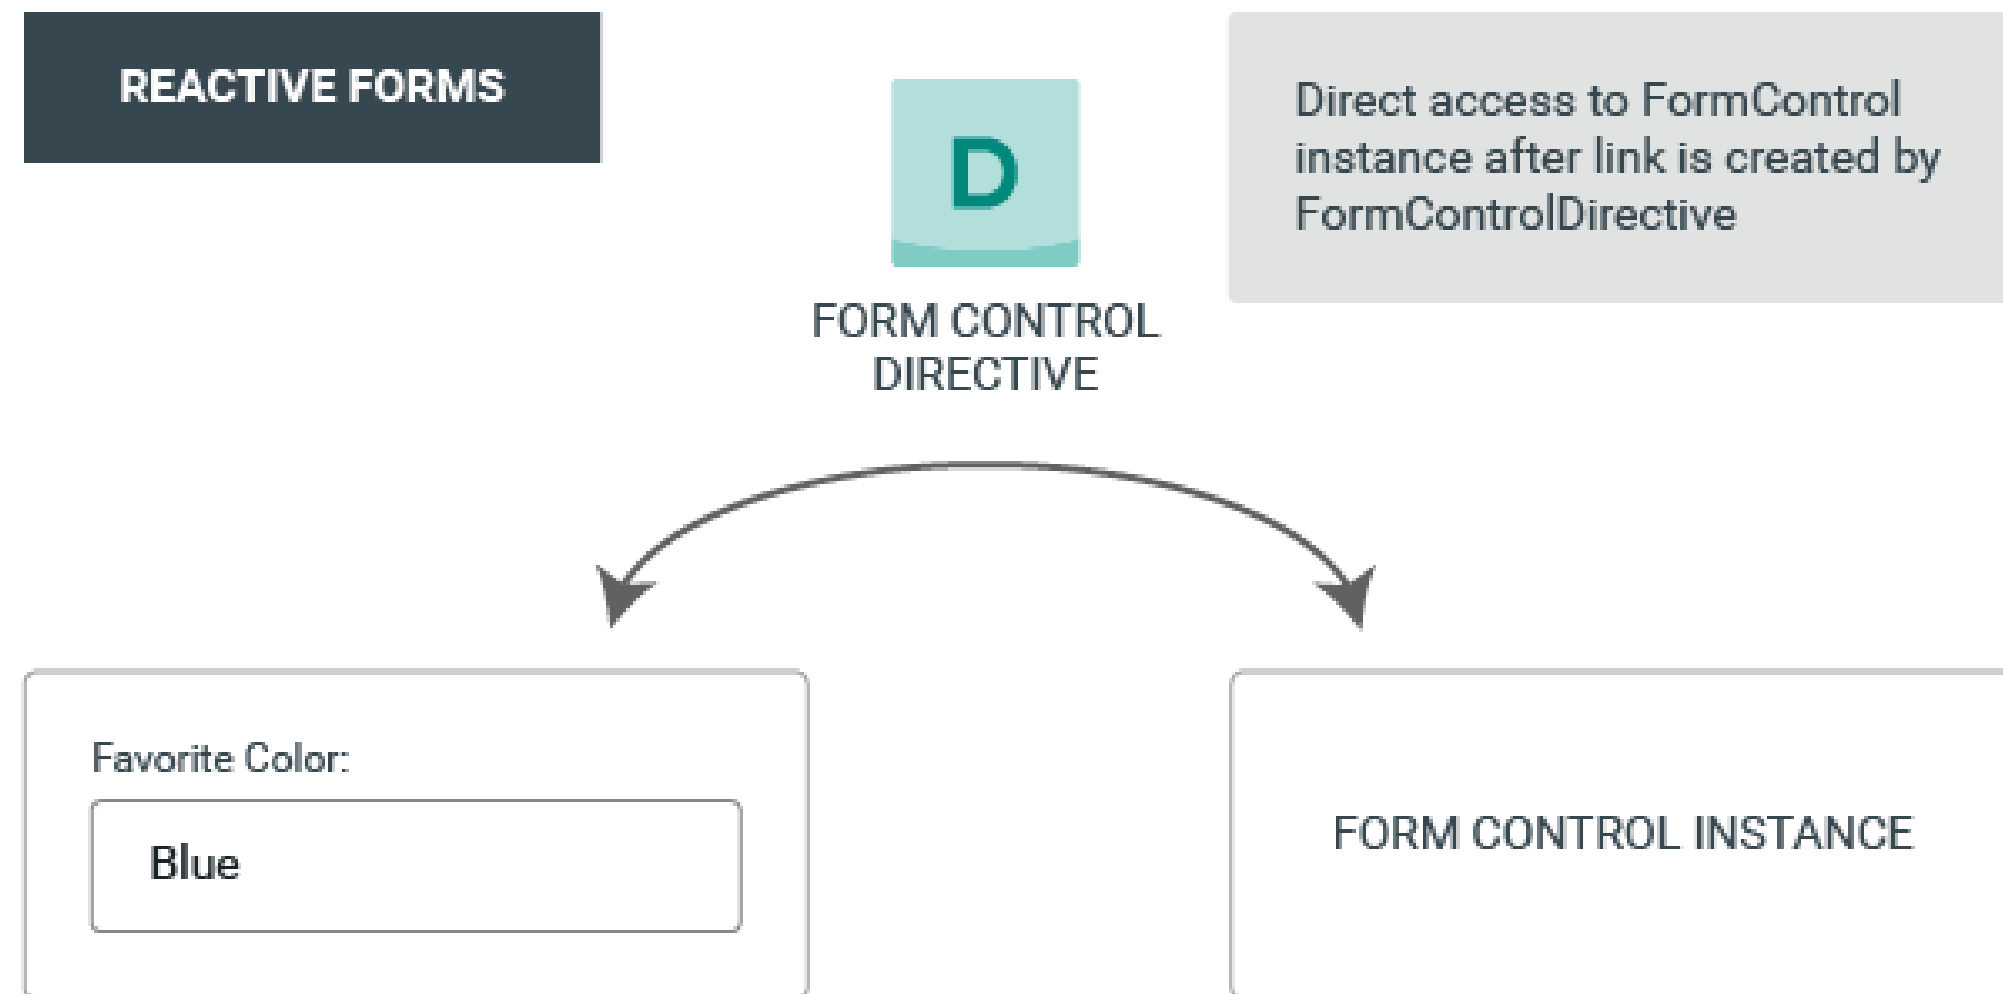 REACTIVE FORMS
D
FORM CONTROL
DIRECTIVE
Direct access to FormControl
instance after link is created by
FormControlDirective
Favorite Color:
Blue
FORM CONTROL INSTANCE